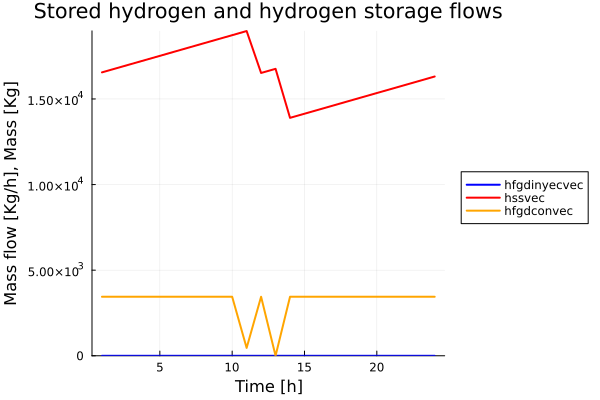 Stored hydrogen and hydrogen storage flows
Mass flow [Kg/h], Mass [Kg]
1.50×10⁴
1.00×10⁴
5.00×10³
0
5 10 15 20
Time [h]
hfgdinyecvec
hssvec
hfgdconvec